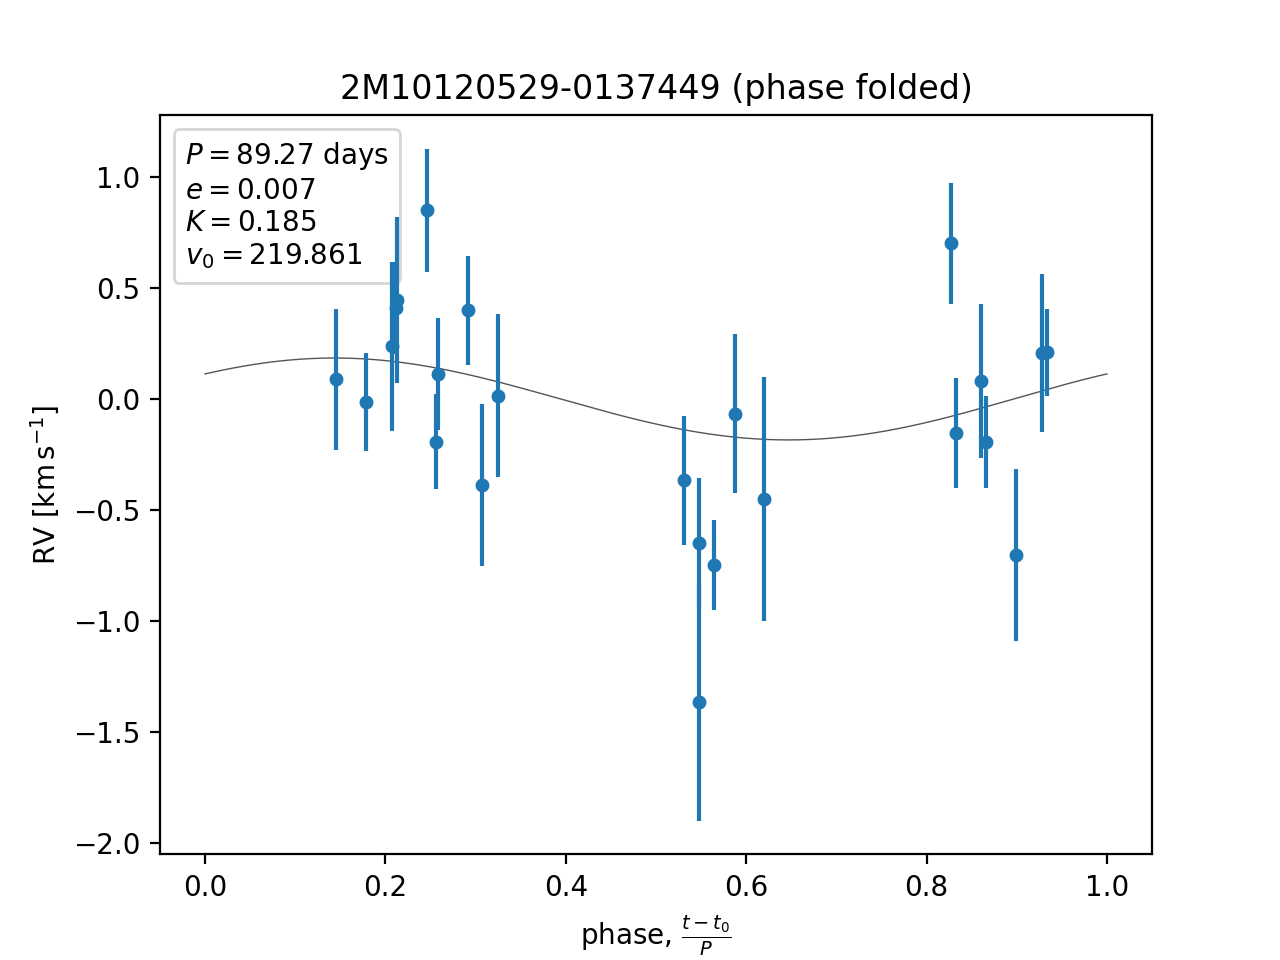 2M10120529-0137449 (phase folded)
P = 89.27 days
e = 0.007
K = 0.185
v₀ = 219.861
1.0
0.5
0.0
−0.5
−1.0
−1.5
−2.0
RV [km s⁻¹]
0.0 0.2 0.4 0.6 0.8 1.0
phase, (t − t₀)/P